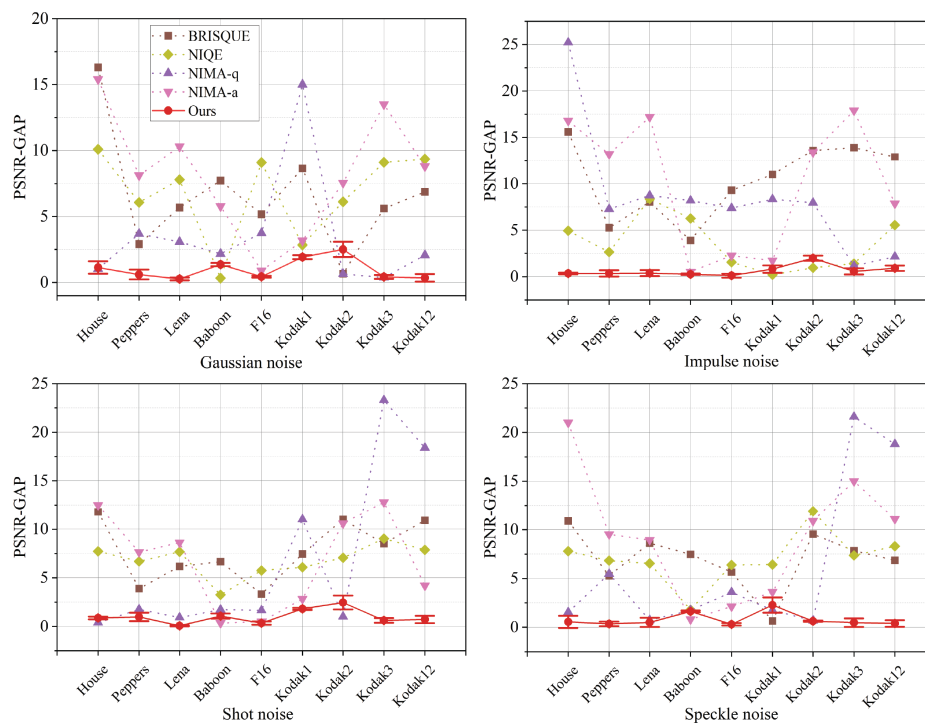 20
15
10
5
0
PSNR-GAP
BRISQUE
NIQE
NIMA-q
NIMA-a
Ours
House
Peppers
Lena
Baboon
F16
Kodak1
Kodak2
Kodak3
Kodak12
Gaussian noise
25
20
15
10
5
0
PSNR-GAP
House
Peppers
Lena
Baboon
F16
Kodak1
Kodak2
Kodak3
Kodak12
Impulse noise
25
20
15
10
5
0
PSNR-GAP
House
Peppers
Lena
Baboon
F16
Kodak1
Kodak2
Kodak3
Kodak12
Shot noise
25
20
15
10
5
0
PSNR-GAP
House
Peppers
Lena
Baboon
F16
Kodak1
Kodak2
Kodak3
Kodak12
Speckle noise